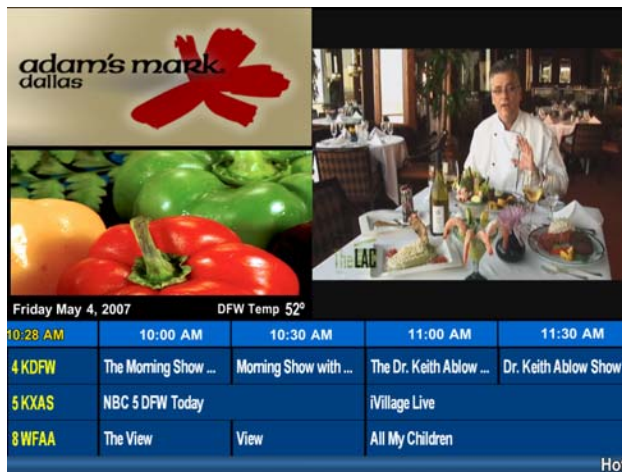 adam's mark
dallas
The LAC
Friday May 4, 2007 DFW Temp 52º
10:28 AM 10:00 AM 10:30 AM 11:00 AM 11:30 AM
4 KDFW The Morning Show ... Morning Show with ... The Dr. Keith Ablow ... Dr. Keith Ablow Show
5 KXAS NBC 5 DFW Today iVillage Live
8 WFAA The View View All My Children
Ho